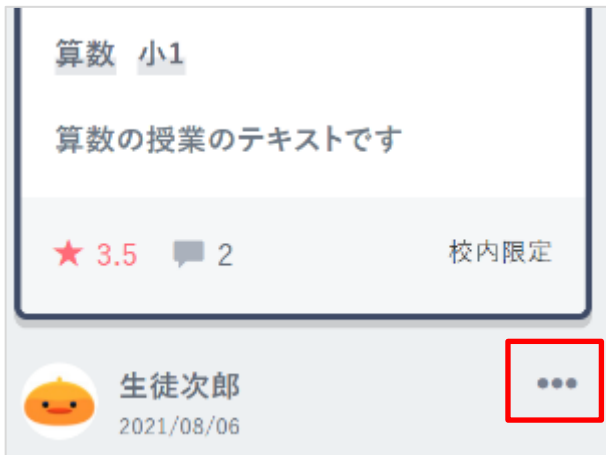 算数 小1
算数の授業のテキストです
★ 3.5 2 校内限定
生徒次郎
2021/08/06